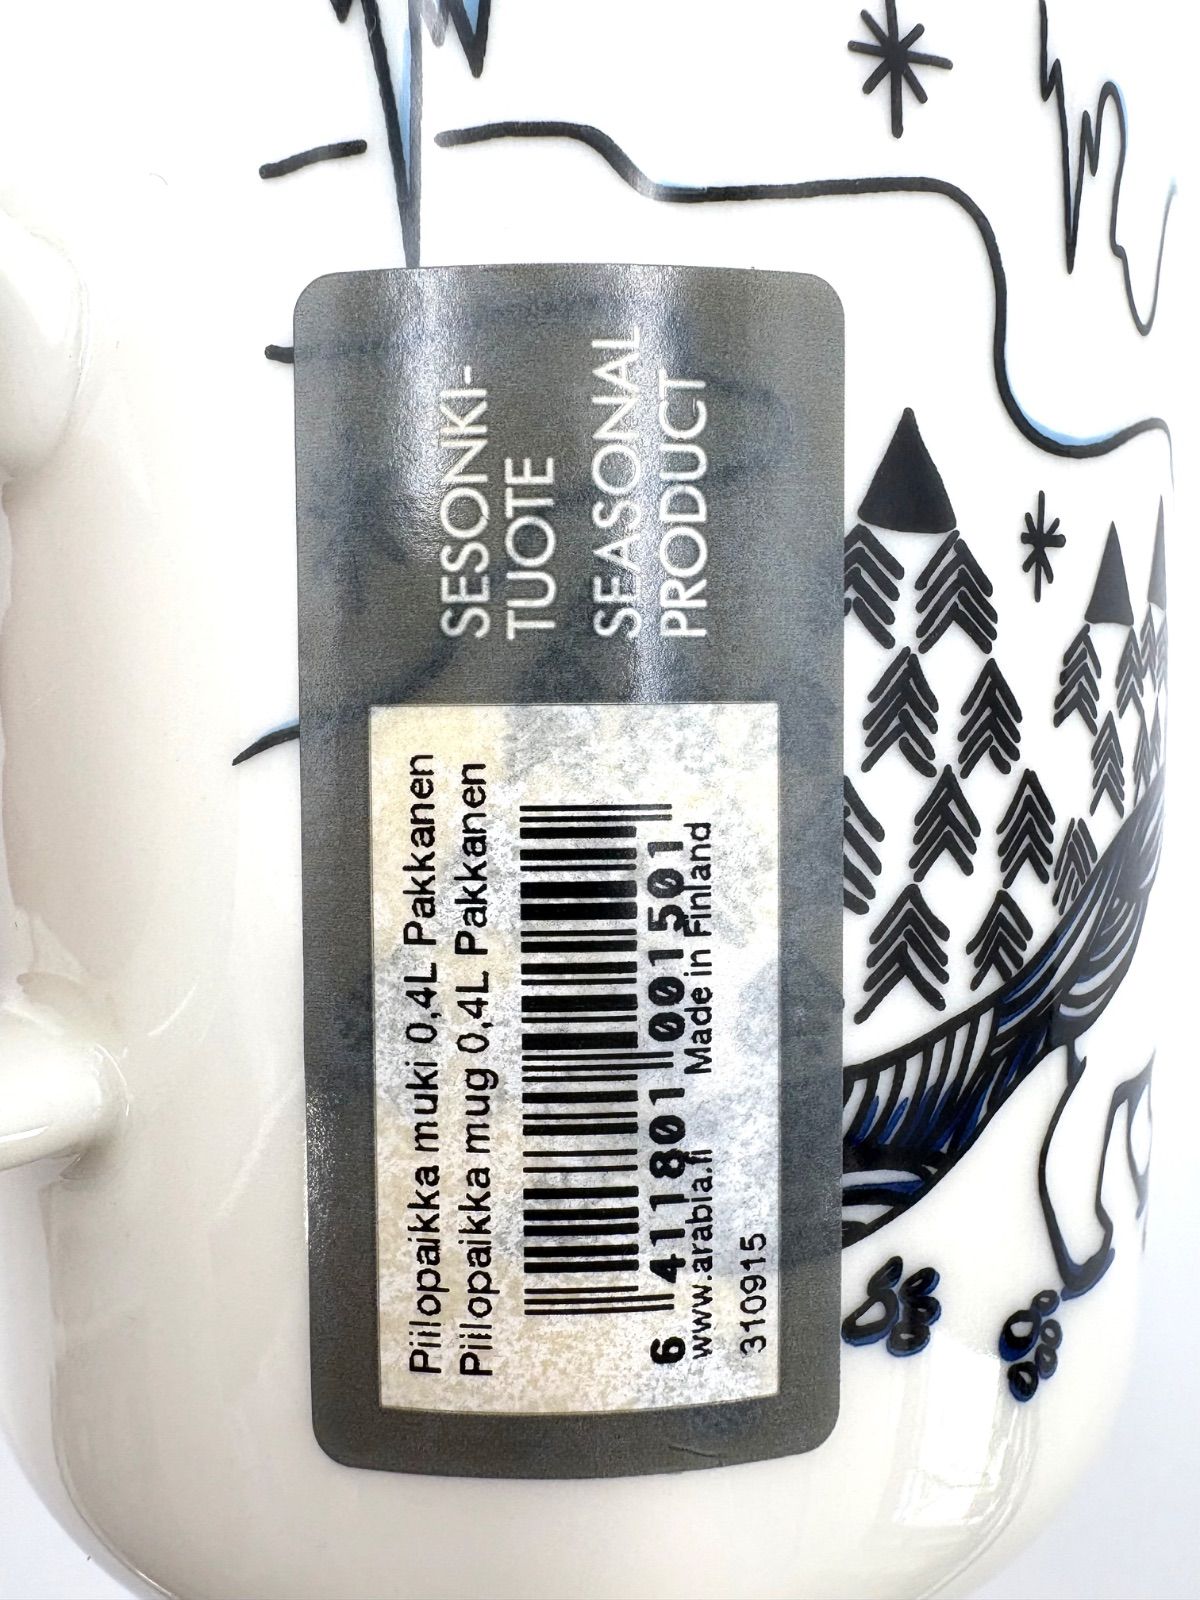 SESONKI-
TUOTE
SEASONAL
PRODUCT
Piilopaikka muki 0,4L Pakkanen
Piilopaikka mug 0,4L Pakkanen
6 411801 001501
www.arabia.fi Made in Finland
310915